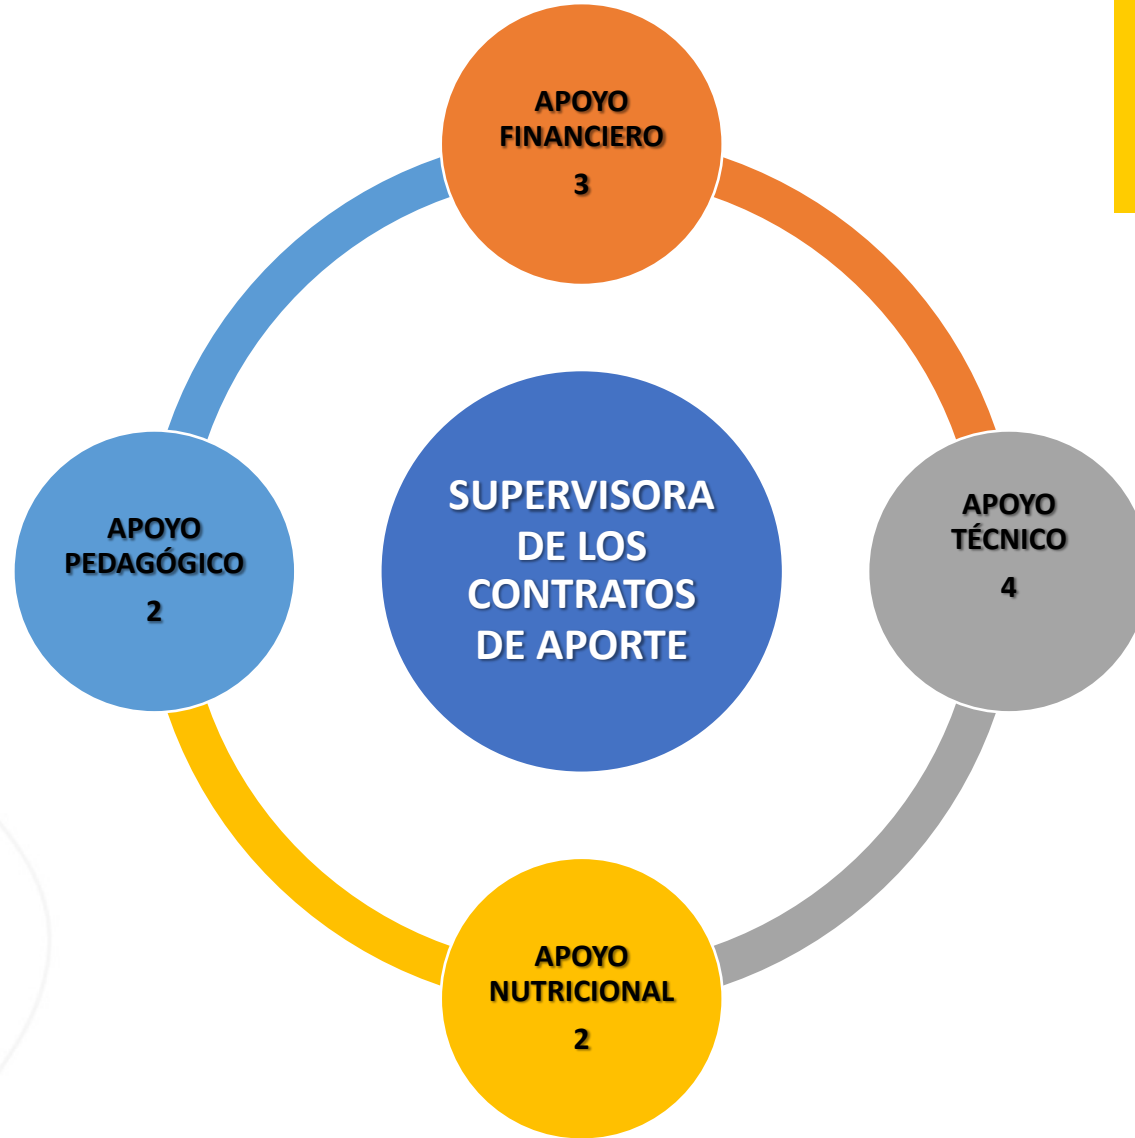 APOYO
FINANCIERO
3
APOYO
PEDAGÓGICO
2
SUPERVISORA
DE LOS
CONTRATOS
DE APORTE
APOYO
TÉCNICO
4
APOYO
NUTRICIONAL
2